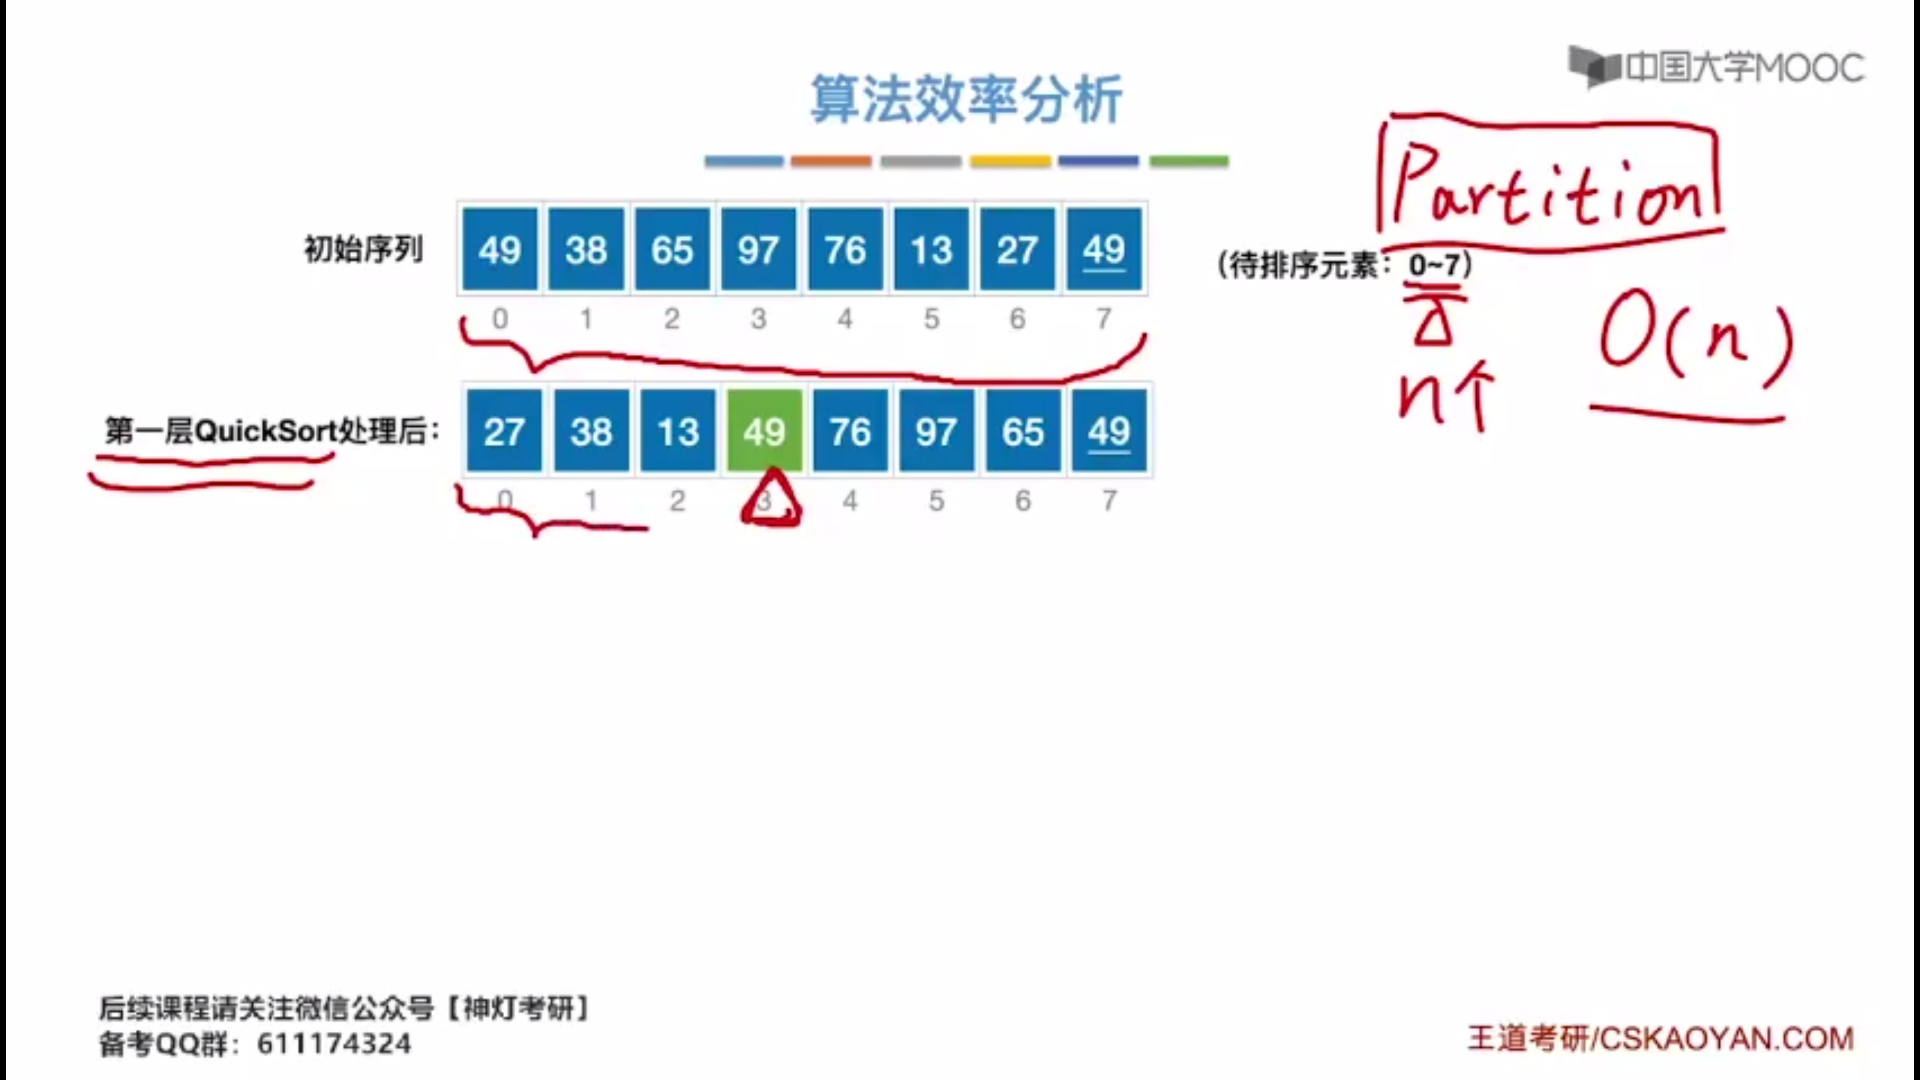 中国大学MOOC
算法效率分析
Partition
初始序列 49 38 65 97 76 13 27 49 (待排序元素：0~7)
0 1 2 3 4 5 6 7
O(n)
n个
第一层QuickSort处理后： 27 38 13 49 76 97 65 49
0 1 2 3 4 5 6 7
后续课程请关注微信公众号【神灯考研】
备考QQ群：611174324
王道考研/CSKAOYAN.COM